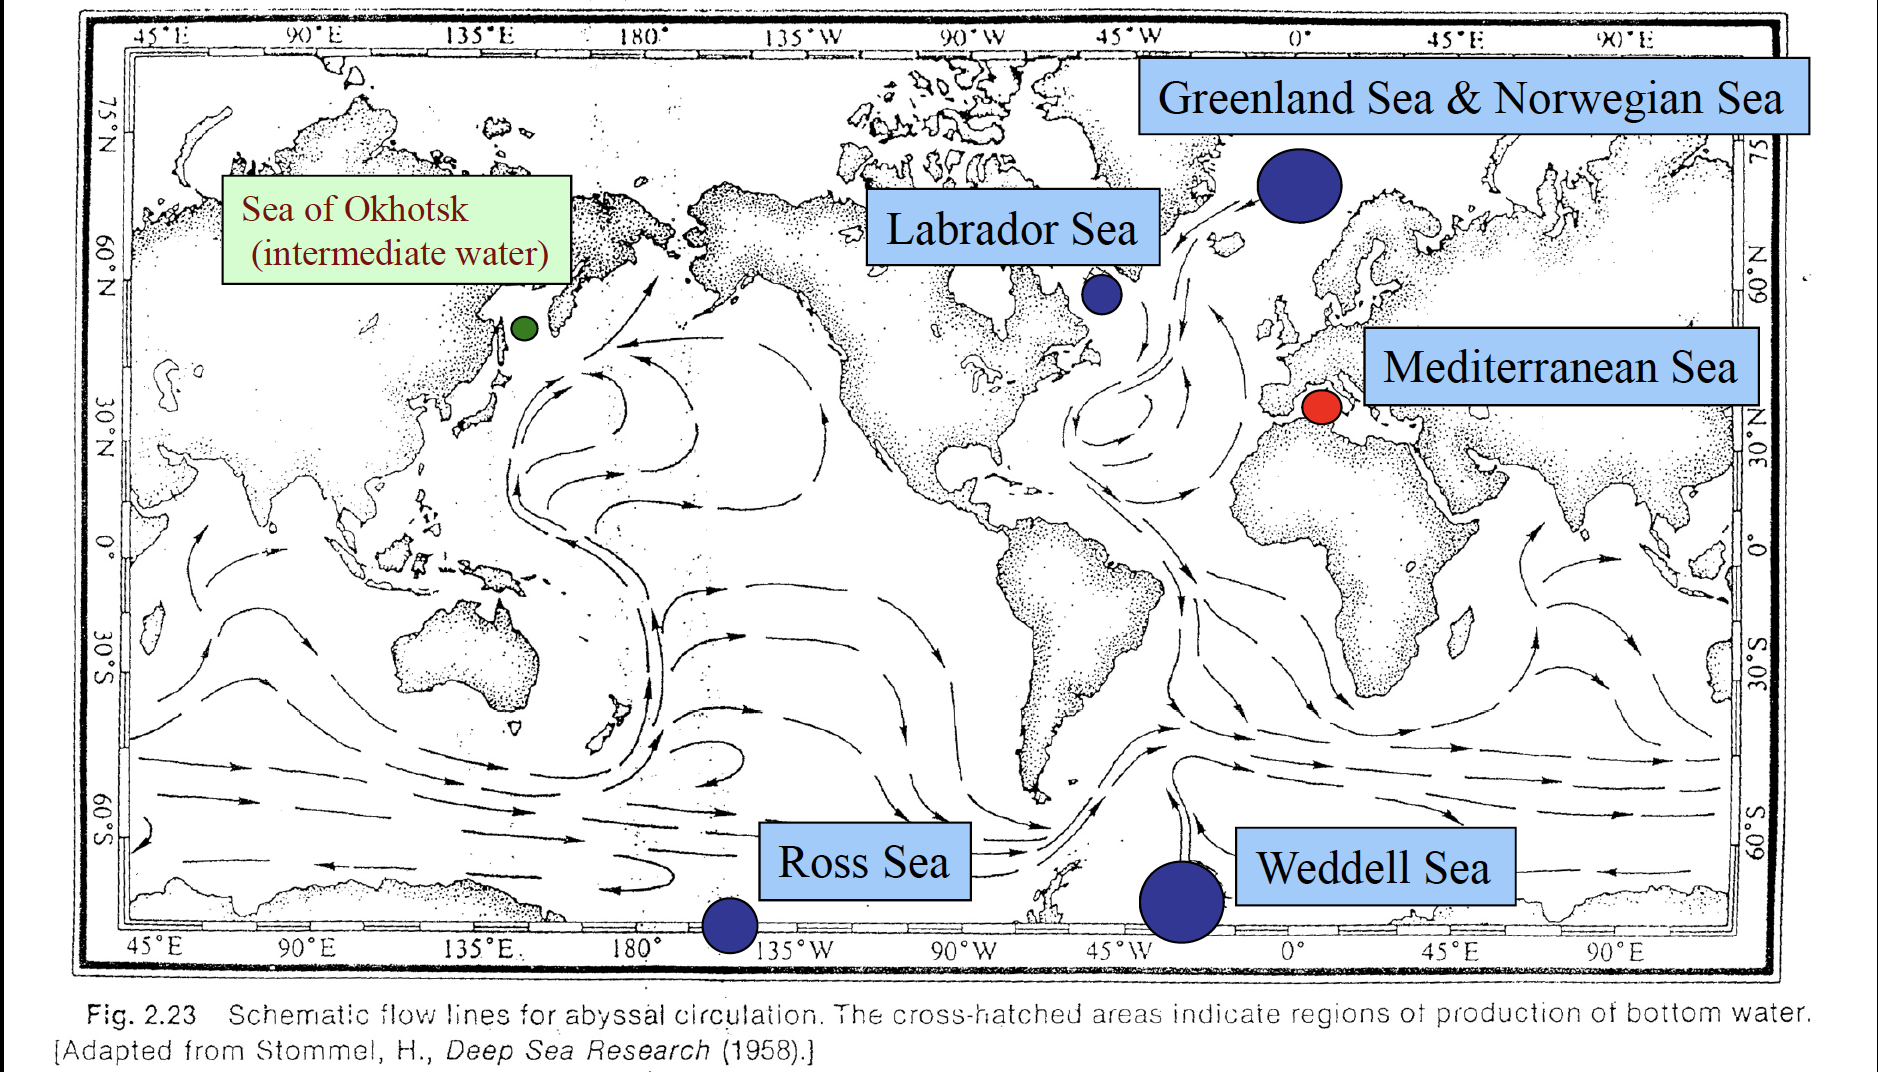 45°E 90°E 135°E 180° 135°W 90°W 45°W 0° 45°E 90°E
Greenland Sea & Norwegian Sea
75°N
75
Sea of Okhotsk
(intermediate water)
Labrador Sea
60°N
60°N
Mediterranean Sea
30°N
30°N
0°
0°
30°S
30°S
60°S
60°S
Ross Sea
Weddell Sea
45°E 90°E 135°E. 180° 135°W 90°W 45°W 0° 45°E 90°E
Fig. 2.23 Schematic flow lines for abyssal circulation. The cross-hatched areas indicate regions of production of bottom water.
[Adapted from Stommel, H., Deep Sea Research (1958).]